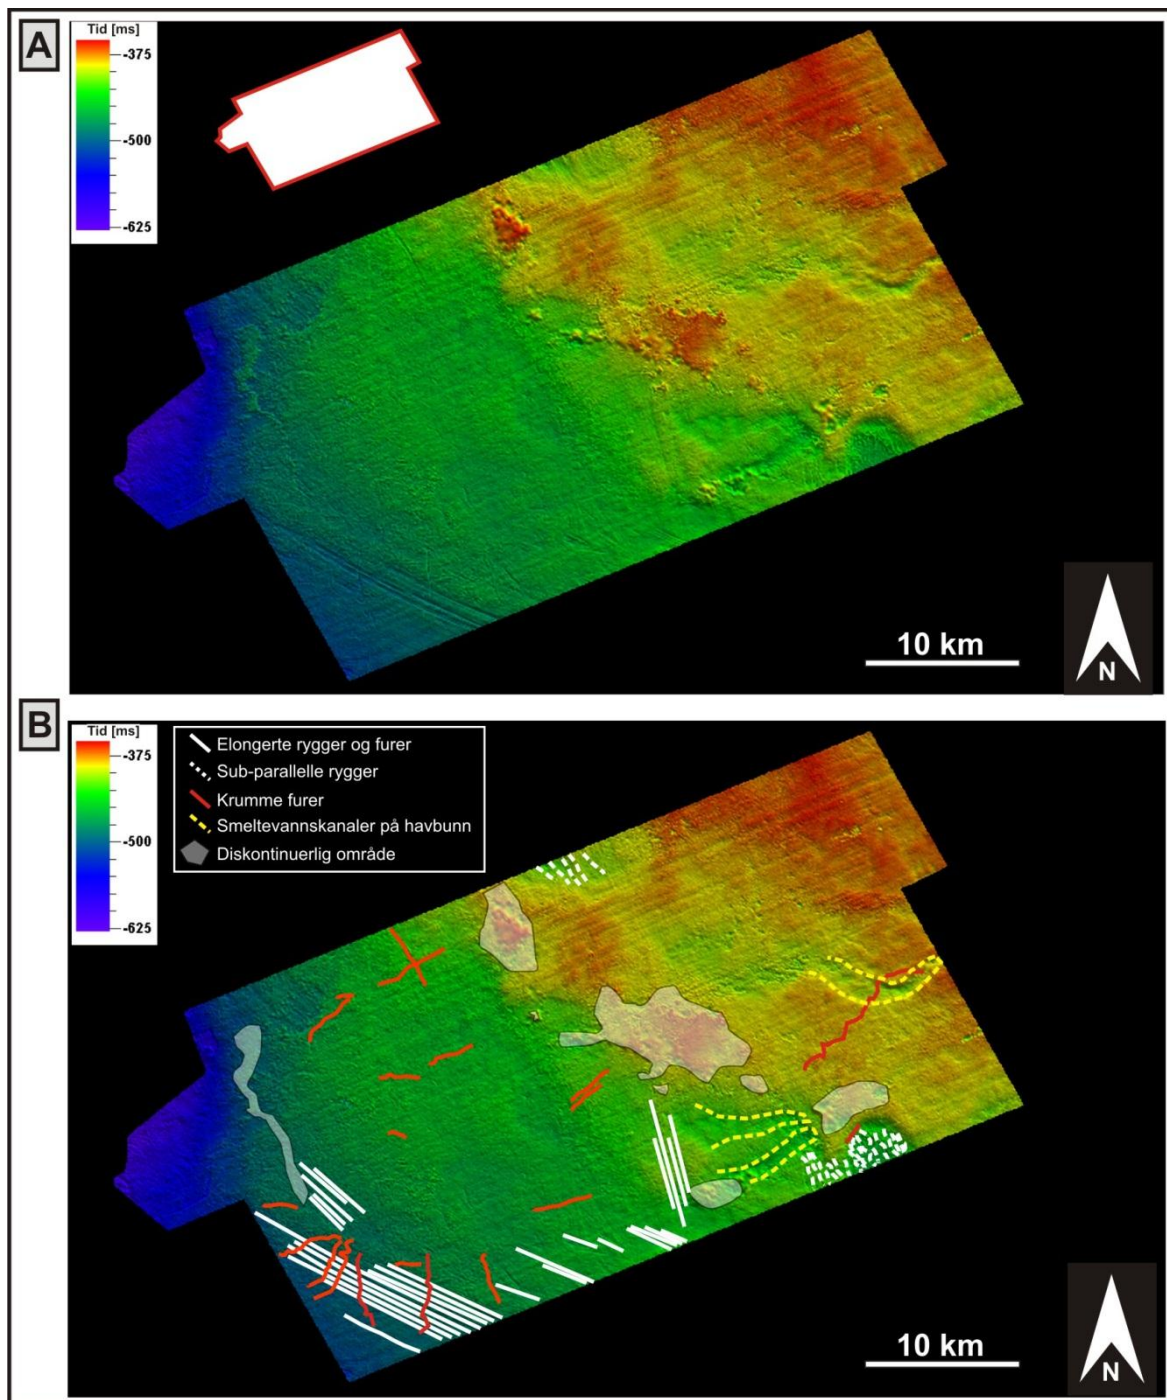 A
Tid [ms]
-375
-500
-625
10 km
N
B
Tid [ms]
-375
-500
-625
Elongerte rygger og furer
Sub-parallelle rygger
Krumme furer
Smeltevannskanaler på havbunn
Diskontinuerlig område
10 km
N